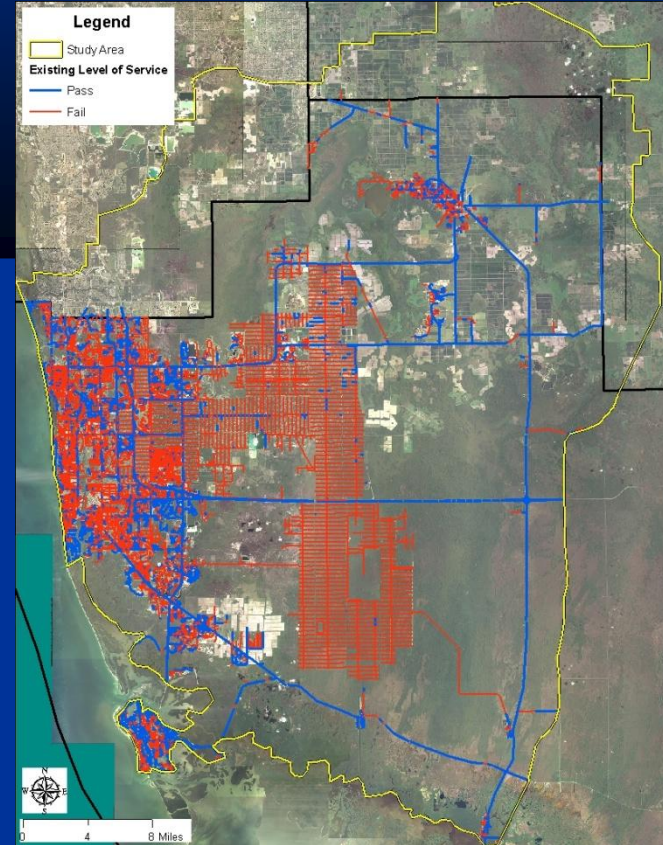 Legend
Study Area
Existing Level of Service
Pass
Fail
N
W E
S
0 4 8 Miles